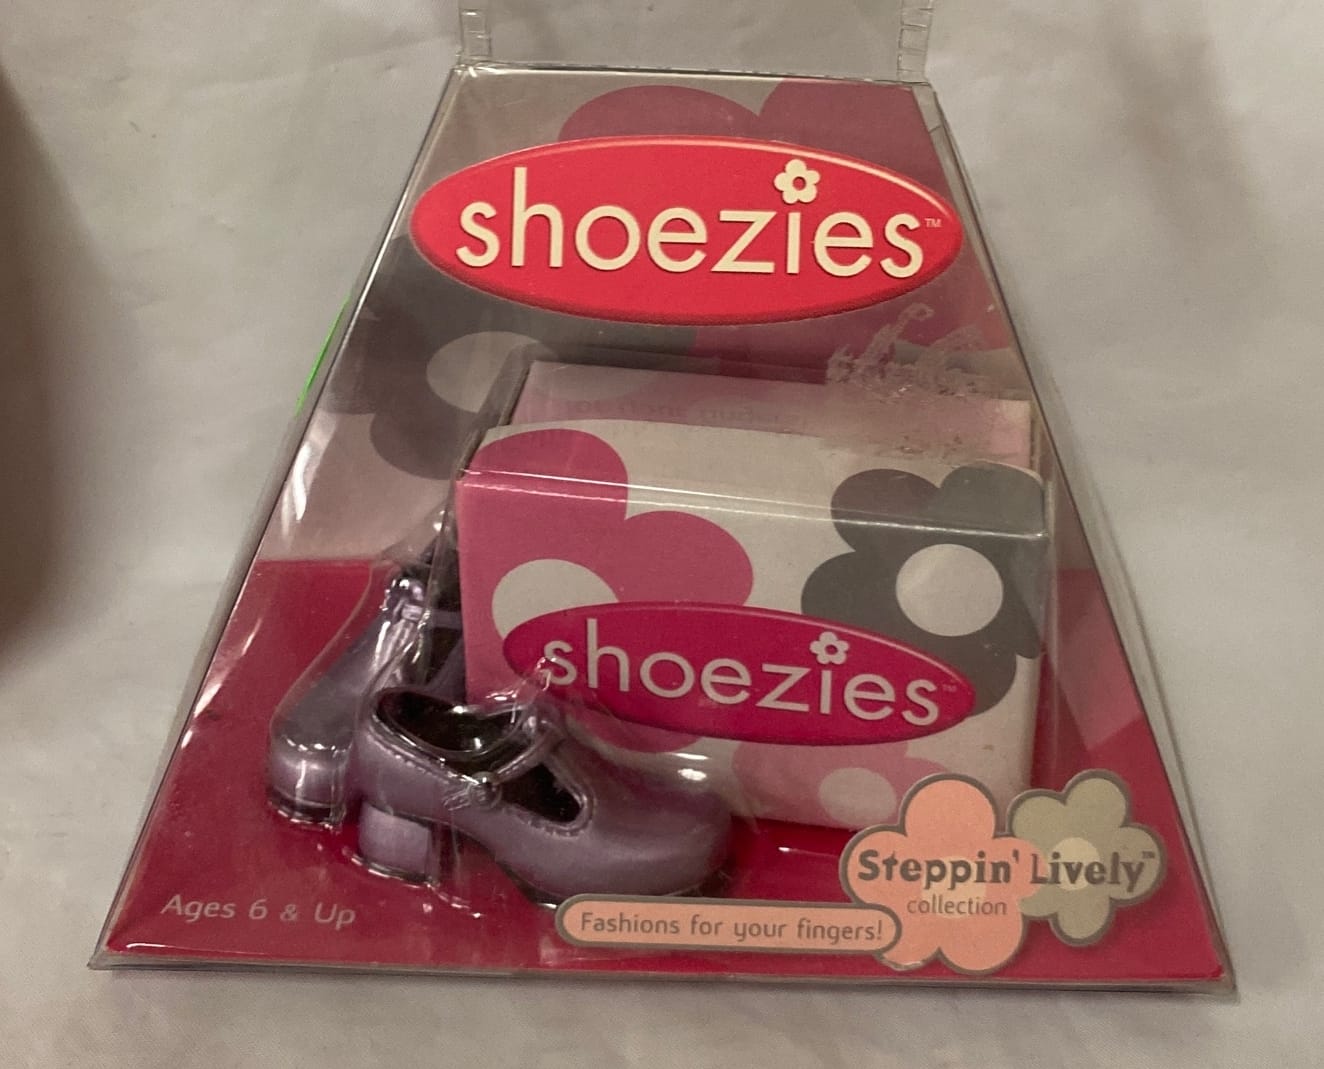 shoezies™
shoezies™
Steppin' Lively™
collection
Fashions for your fingers!
Ages 6 & Up